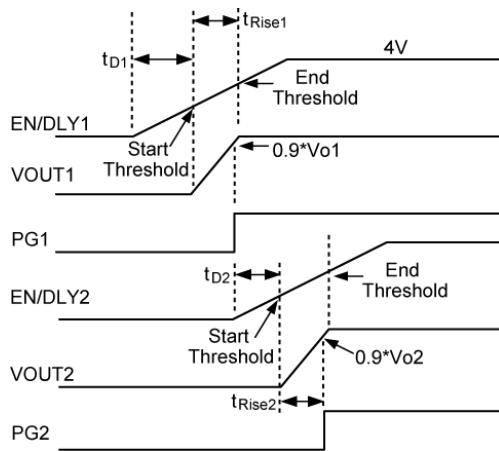 tRise1
tD1
4V
End
Threshold
EN/DLY1
Start
Threshold
0.9*Vo1
VOUT1
PG1
tD2
End
Threshold
EN/DLY2
Start
Threshold
0.9*Vo2
VOUT2
tRise2
PG2